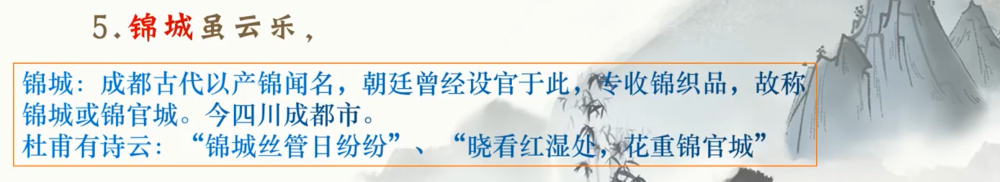 5.锦城虽云乐，
锦城：成都古代以产锦闻名，朝廷曾经设官于此，专收锦织品，故称
锦城或锦官城。今四川成都市。
杜甫有诗云：“锦城丝管日纷纷”、“晓看红湿处，花重锦官城”